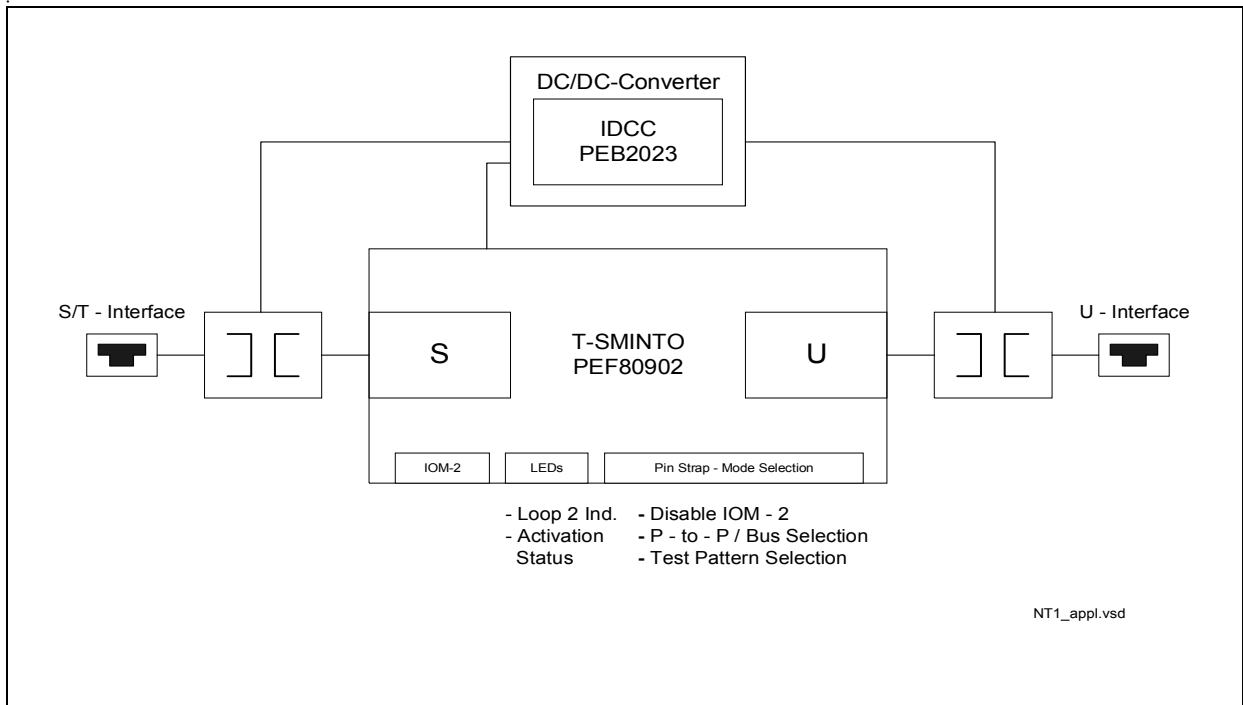 DC/DC-Converter
IDCC
PEB2023
S/T - Interface
U - Interface
S
T-SMINTO
PEF80902
U
IOM-2
LEDs
Pin Strap - Mode Selection
- Loop 2 Ind.
- Activation
Status
- Disable IOM - 2
- P - to - P / Bus Selection
- Test Pattern Selection
NT1_appl.vsd